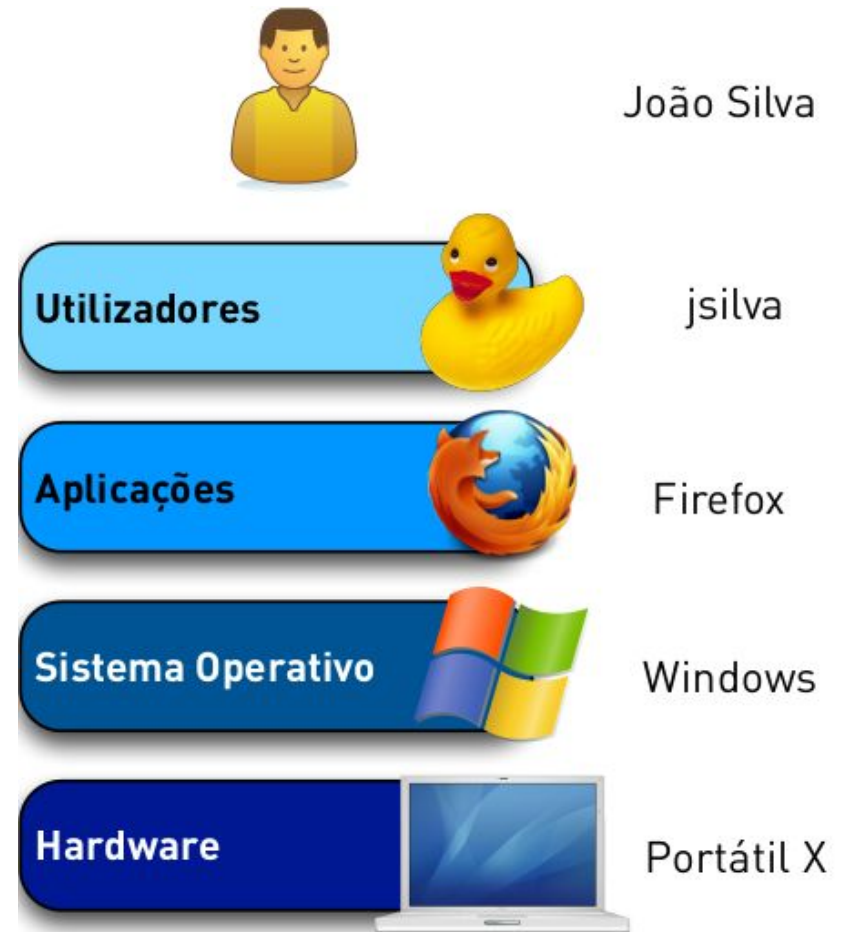 João Silva
Utilizadores
jsilva
Aplicações
Firefox
Sistema Operativo
Windows
Hardware
Portátil X